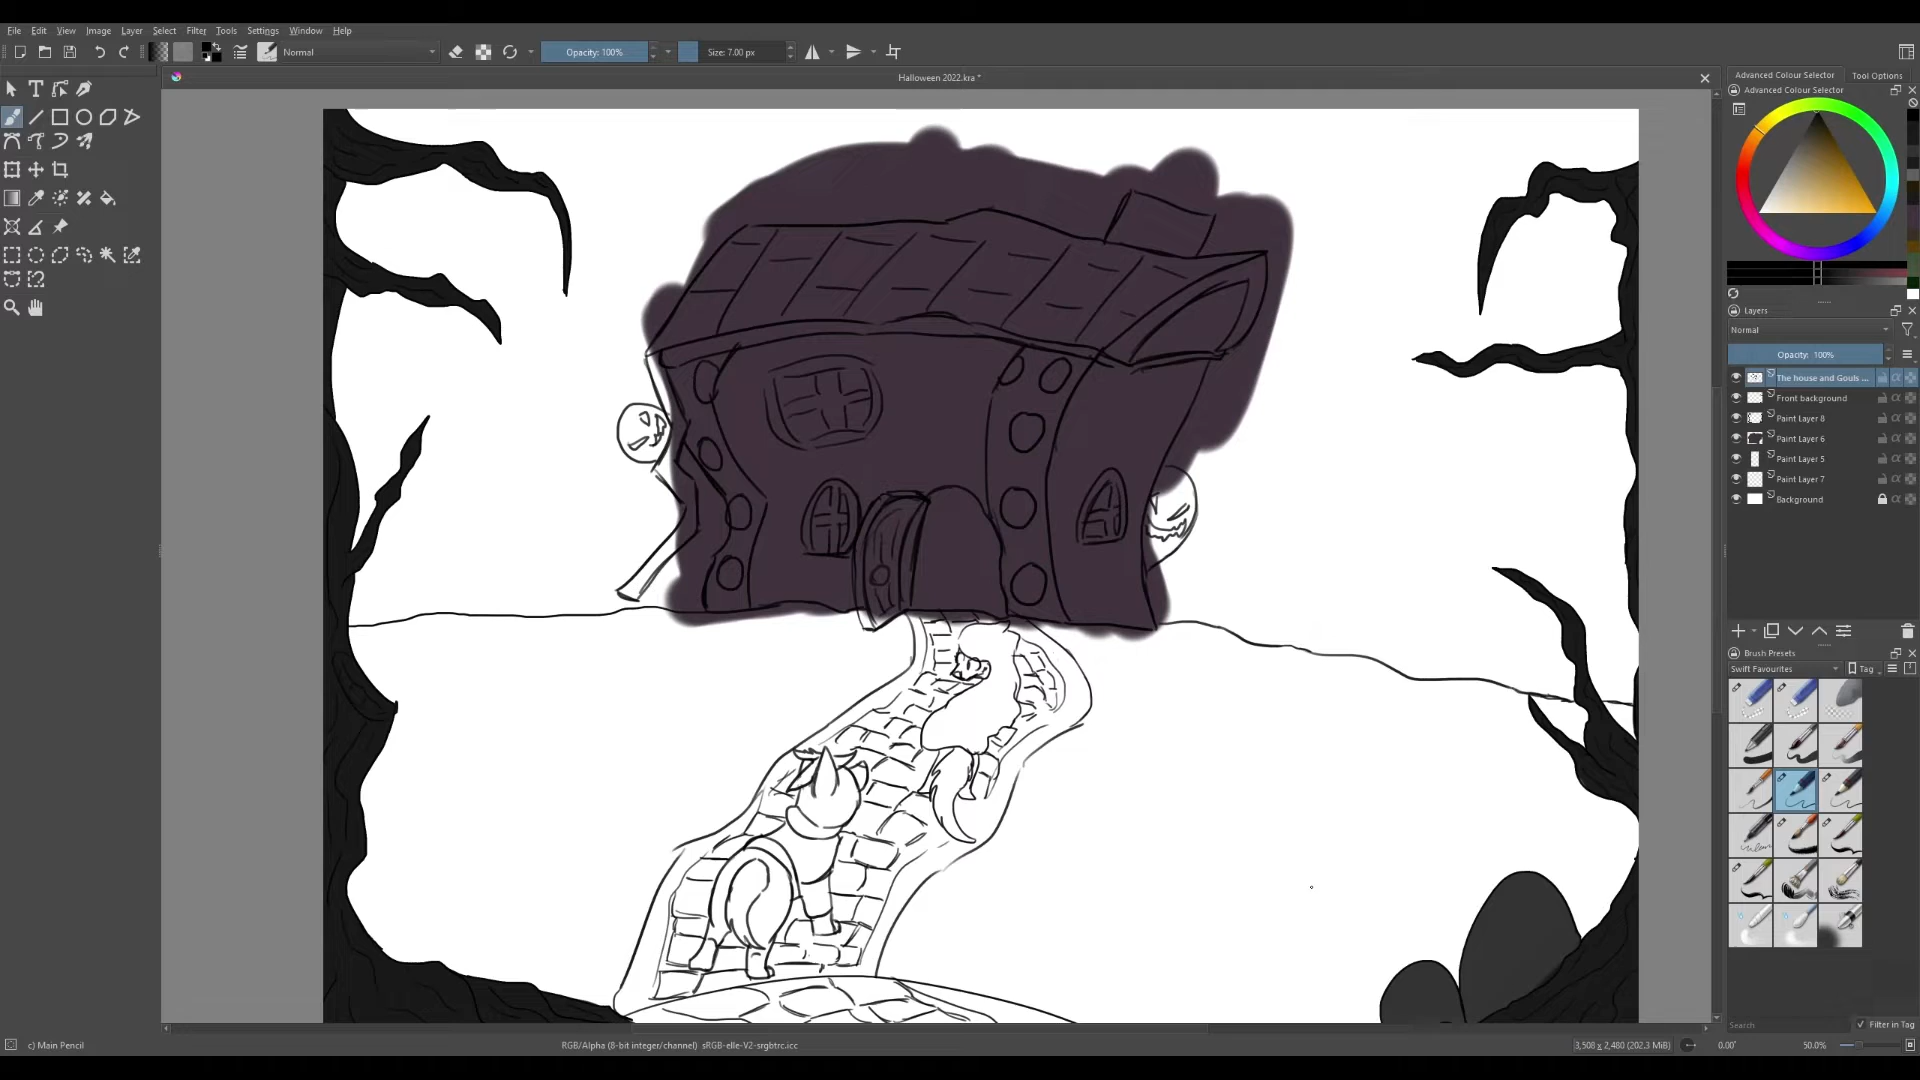 File Edit View Image Layer Select Filter Tools Settings Window Help
Normal
Opacity: 100%
Size: 7.00 px
Halloween 2022.kra *
Advanced Colour Selector
Tool Options
Advanced Colour Selector
Layers
Normal
Opacity: 100%
The house and Gouls ...
Front background
Paint Layer 8
Paint Layer 6
Paint Layer 5
Paint Layer 7
Background
Brush Presets
Swift Favourites
Tag
Search
Filter in Tag
c) Main Pencil
RGB/Alpha (8-bit integer/channel) sRGB-elle-V2-srgbtrc.icc
3,508 x 2,480 (202.3 MiB)
0.00°
50.0%